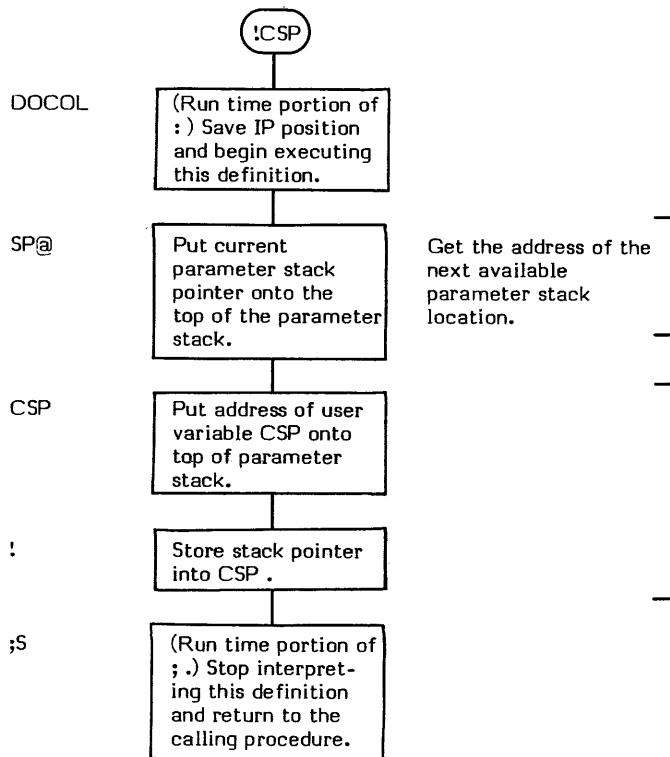 !CSP
DOCOL
(Run time portion of
: ) Save IP position
and begin executing
this definition.
SP@
Put current
parameter stack
pointer onto the
top of the parameter
stack.
Get the address of the
next available
parameter stack
location.
CSP
Put address of user
variable CSP onto
top of parameter
stack.
!
Store stack pointer
into CSP .
;S
(Run time portion of
; .) Stop interpret-
ing this definition
and return to the
calling procedure.